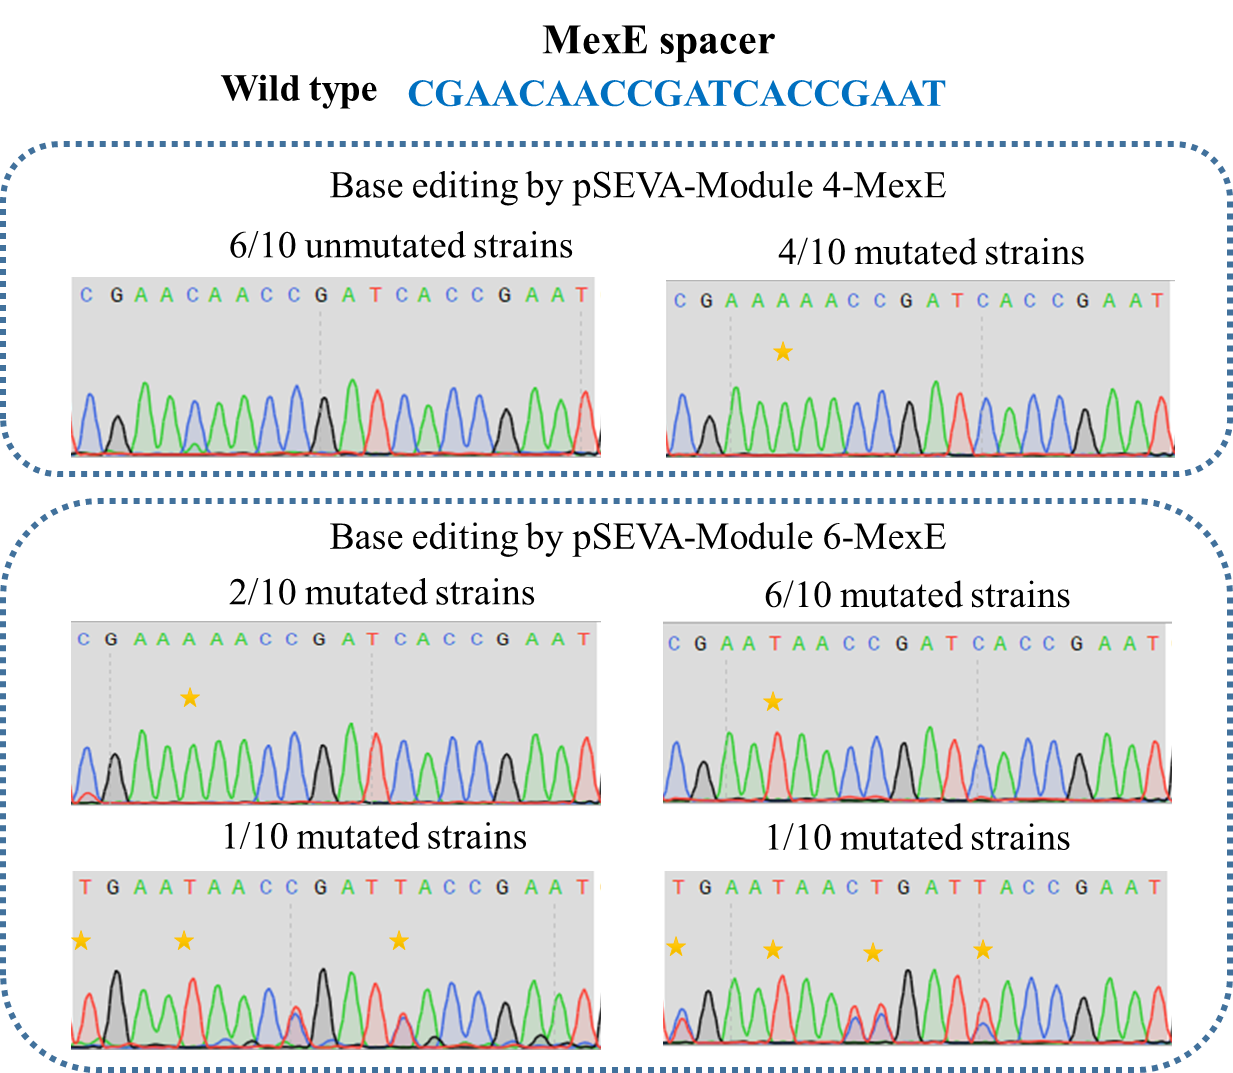 MexE spacer
Wild type CGAACAACCGATCACCGAAT
Base editing by pSEVA-Module 4-MexE
6/10 unmutated strains
4/10 mutated strains
C G A A C A A C C G A T C A C C G A A T
C G A A A A A C C G A T C A C C G A A T
Base editing by pSEVA-Module 6-MexE
2/10 mutated strains
6/10 mutated strains
C G A A A A A C C G A T C A C C G A A T
C G A A T A A C C G A T C A C C G A A T
1/10 mutated strains
1/10 mutated strains
T G A A T A A C C G A T T A C C G A A T
T G A A T A A C T G A T T A C C G A A T